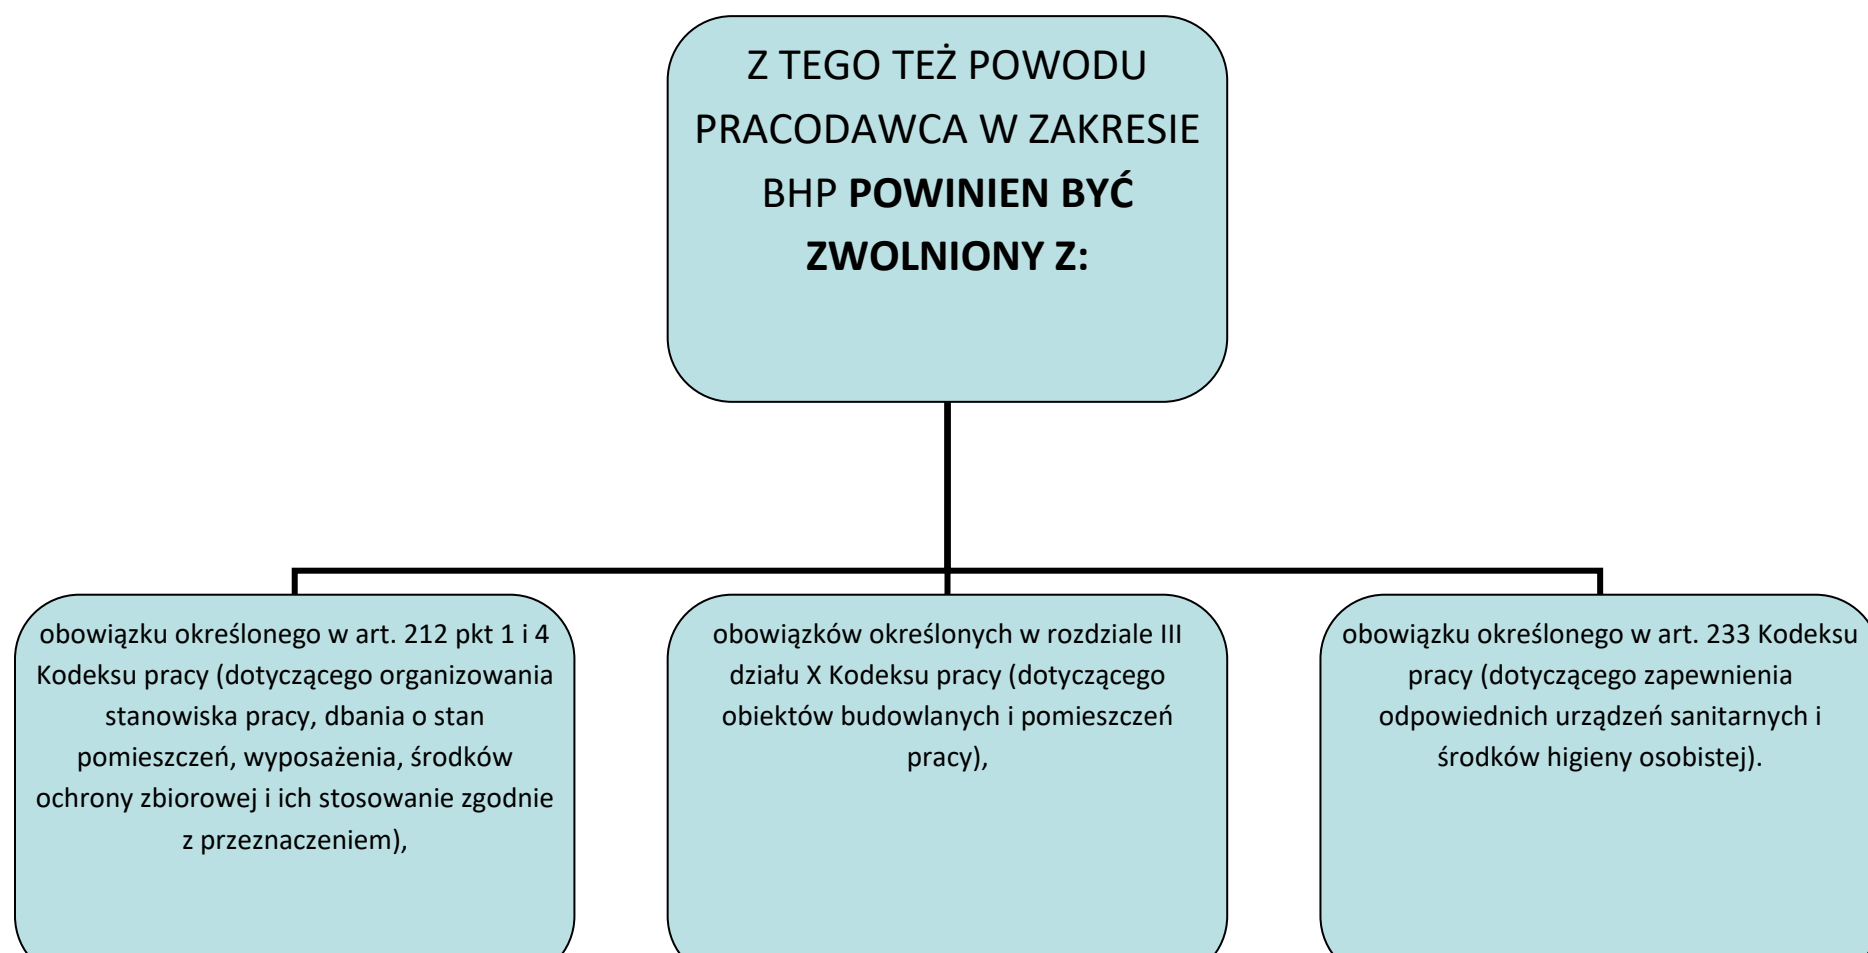 Z TEGO TEŻ POWODU
PRACODAWCA W ZAKRESIE
BHP POWINIEN BYĆ
ZWOLNIONY Z:
obowiązku określonego w art. 212 pkt 1 i 4
Kodeksu pracy (dotyczącego organizowania
stanowiska pracy, dbania o stan
pomieszczeń, wyposażenia, środków
ochrony zbiorowej i ich stosowanie zgodnie
z przeznaczeniem),
obowiązków określonych w rozdziale III
działu X Kodeksu pracy (dotyczącego
obiektów budowlanych i pomieszczeń
pracy),
obowiązku określonego w art. 233 Kodeksu
pracy (dotyczącego zapewnienia
odpowiednich urządzeń sanitarnych i
środków higieny osobistej).